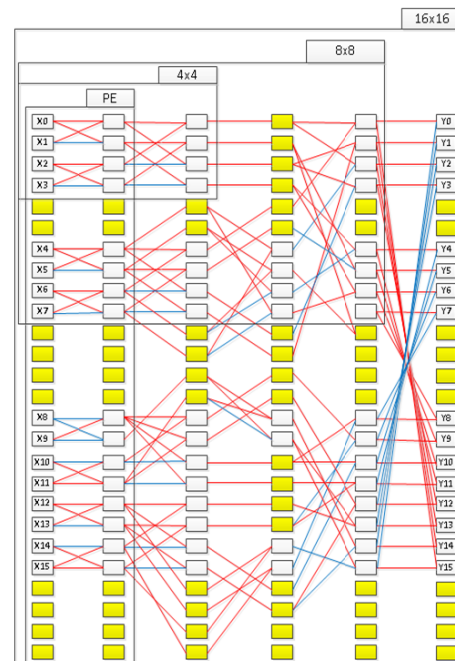 16x16
8x8
4x4
PE
X0 Y0
X1 Y1
X2 Y2
X3 Y3
X4 Y4
X5 Y5
X6 Y6
X7 Y7
X8 Y8
X9 Y9
X10 Y10
X11 Y11
X12 Y12
X13 Y13
X14 Y14
X15 Y15